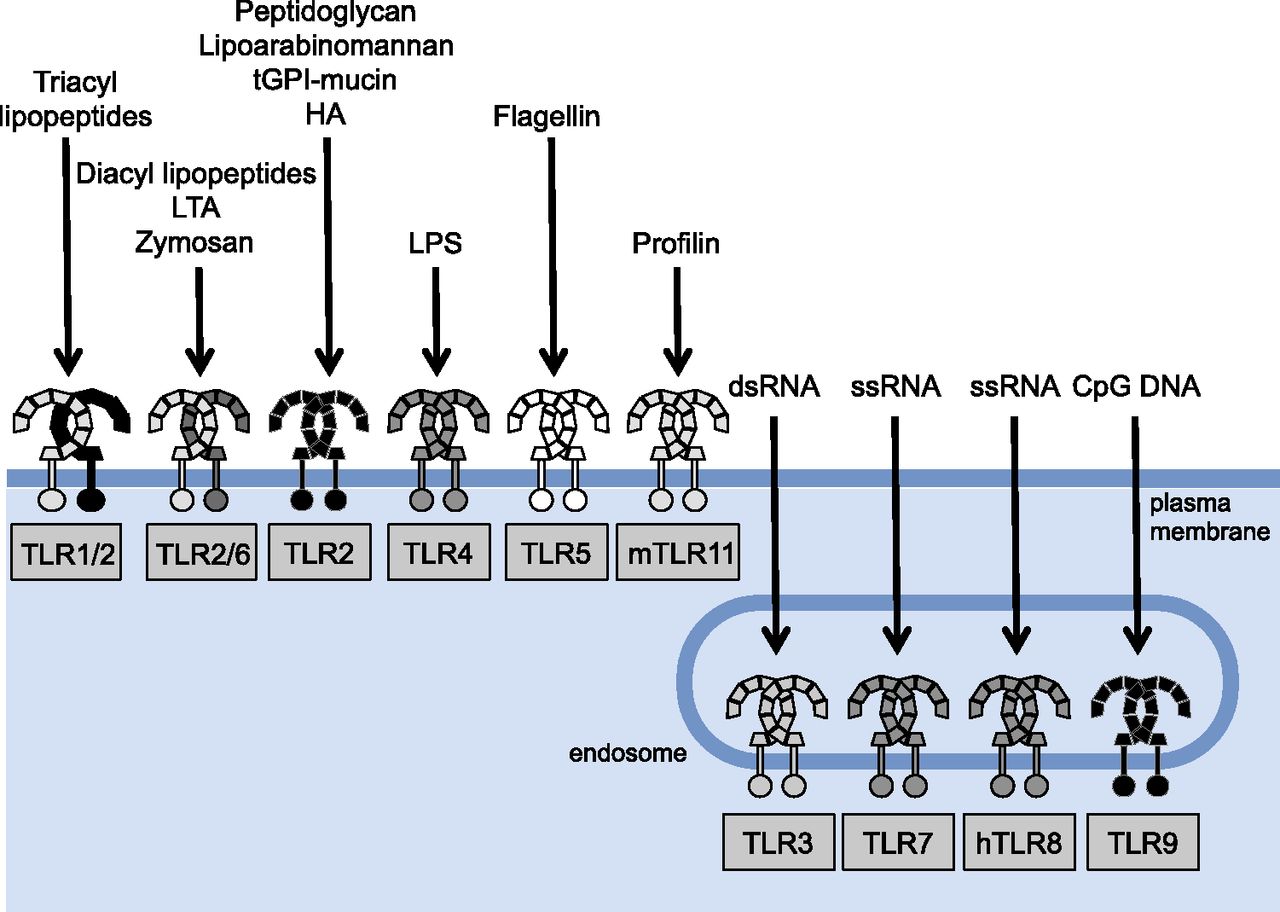 Peptidoglycan
Lipoarabinomannan
tGPI-mucin
HA
Triacyl
lipopeptides
Flagellin
Diacyl lipopeptides
LTA
Zymosan
LPS
Profilin
dsRNA
ssRNA
ssRNA
CpG DNA
plasma
membrane
TLR1/2
TLR2/6
TLR2
TLR4
TLR5
mTLR11
endosome
TLR3
TLR7
hTLR8
TLR9